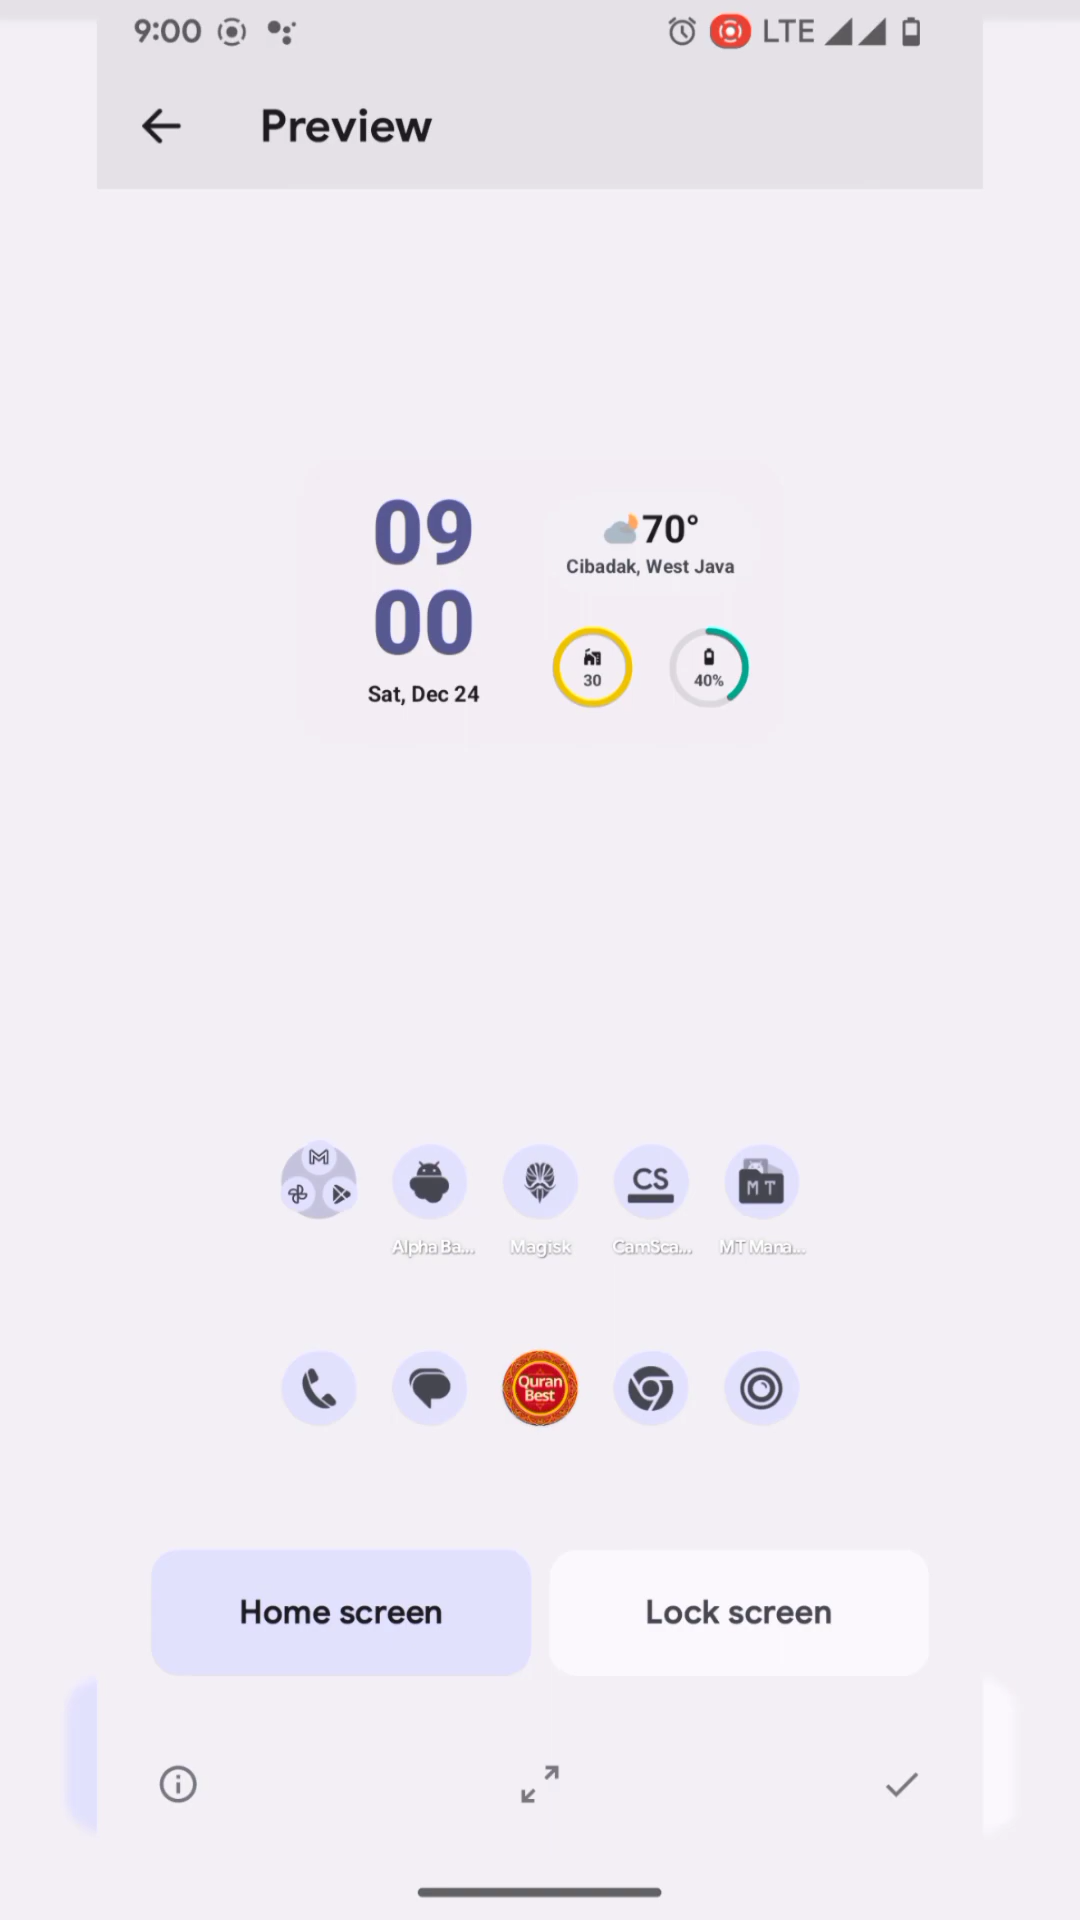 9:00 LTE
Preview
09
00
Sat, Dec 24
70°
Cibadak, West Java
30
40%
CS
MT
Alpha Ba...
Magisk
CamSca...
MT Mana...
Quran
Best
Home screen
Lock screen